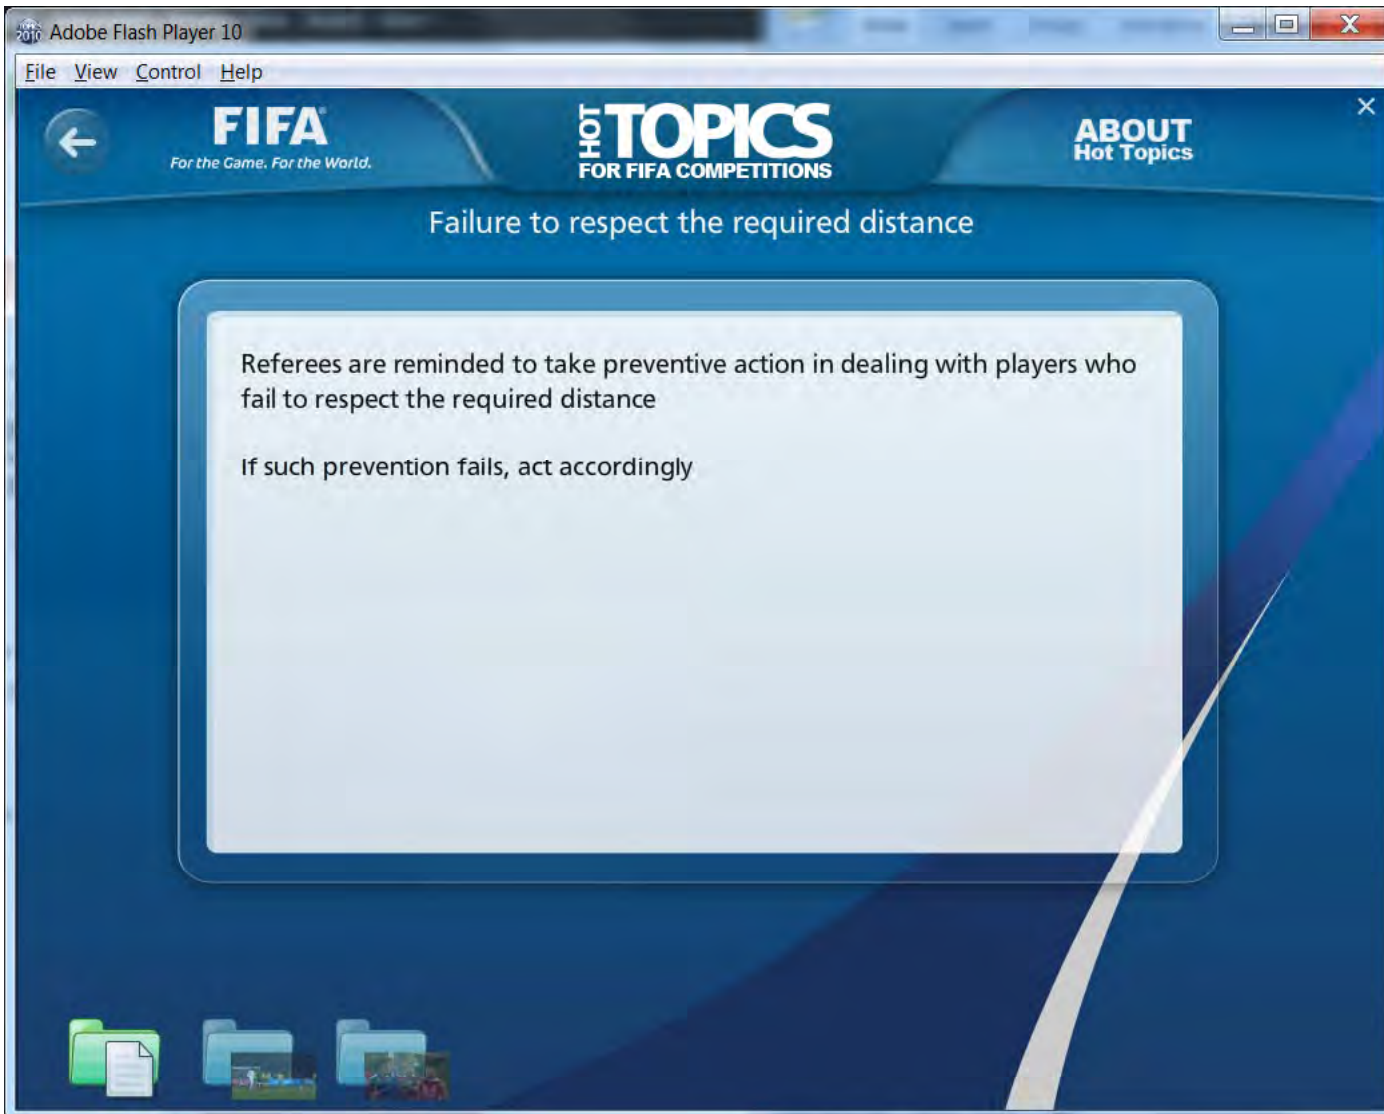 TOPICS 2010
Adobe Flash Player 10
File View Control Help
FIFA
For the Game. For the World.
HOT TOPICS
FOR FIFA COMPETITIONS
ABOUT
Hot Topics
Failure to respect the required distance
Referees are reminded to take preventive action in dealing with players who
fail to respect the required distance
If such prevention fails, act accordingly